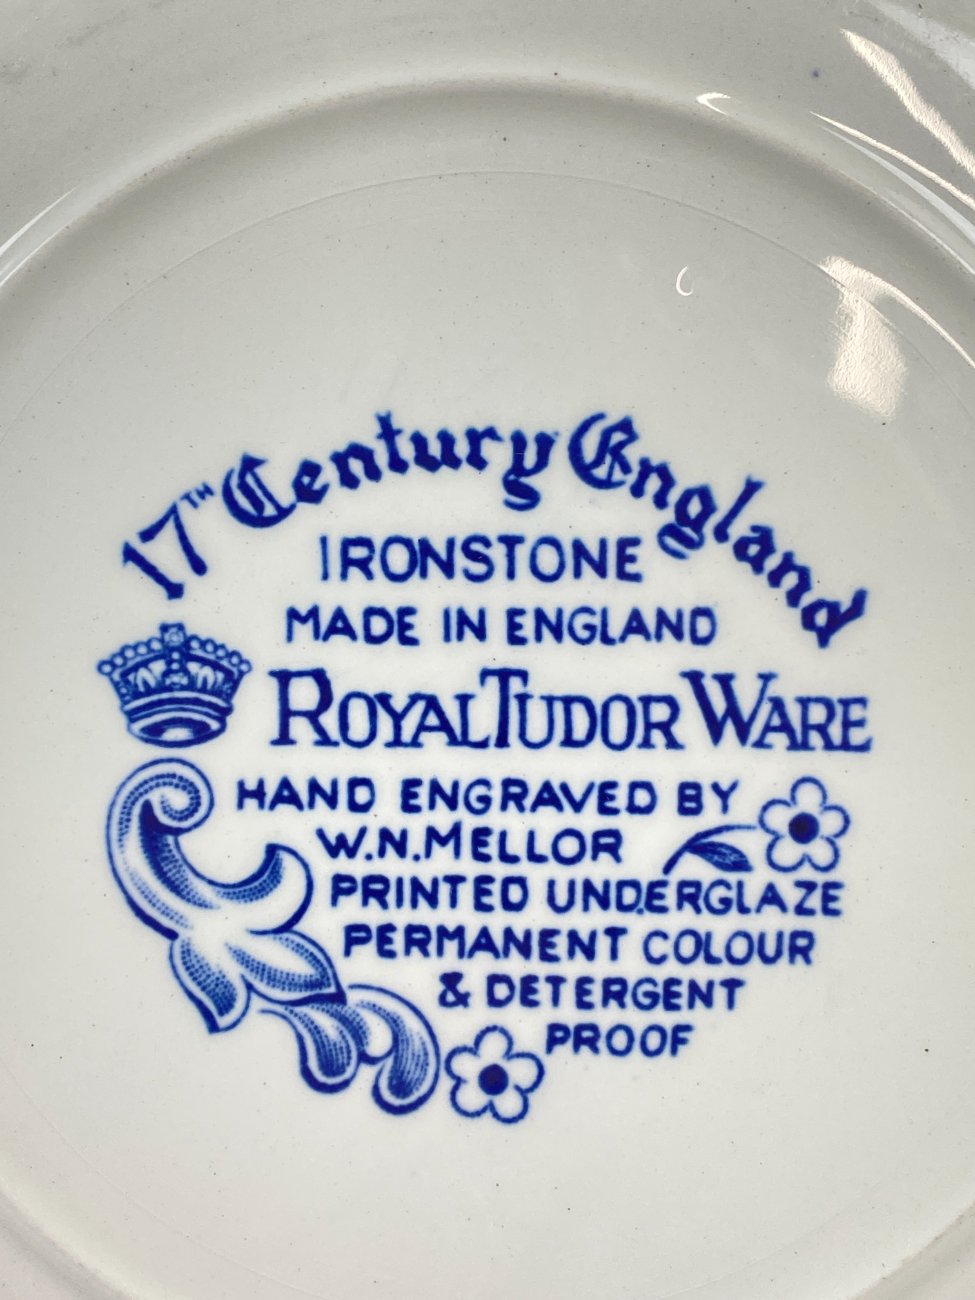 17TH Century England
IRONSTONE
MADE IN ENGLAND
ROYAL TUDOR WARE
HAND ENGRAVED BY
W.N.MELLOR
PRINTED UNDERGLAZE
PERMANENT COLOUR
& DETERGENT
PROOF